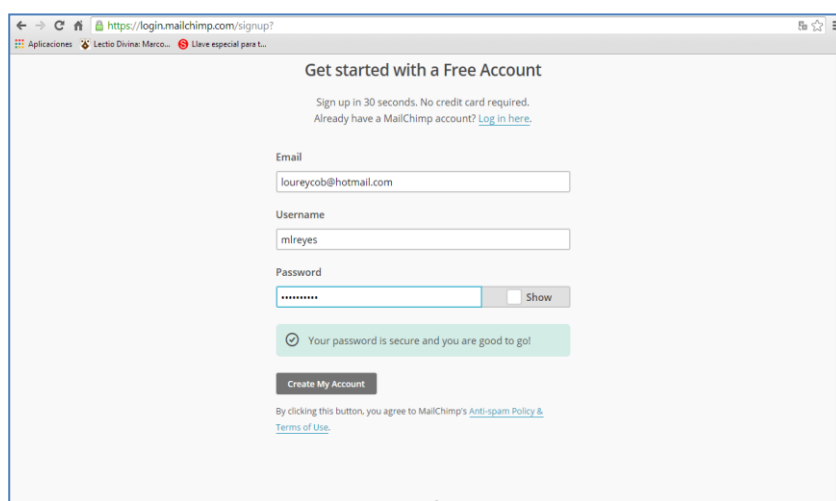 https://login.mailchimp.com/signup?
Aplicaciones Lectio Divina: Marco... Llave especial para t...
Get started with a Free Account
Sign up in 30 seconds. No credit card required.
Already have a MailChimp account? Log in here.
Email
loureycob@hotmail.com
Username
mlreyes
Password
••••••••••
Show
Your password is secure and you are good to go!
Create My Account
By clicking this button, you agree to MailChimp's Anti-spam Policy &
Terms of Use.